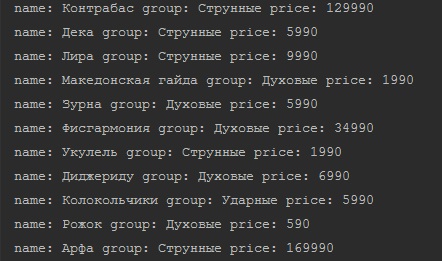 name: Контрабас group: Струнные price: 129990
name: Дека group: Струнные price: 5990
name: Лира group: Струнные price: 9990
name: Македонская гайда group: Духовые price: 1990
name: Зурна group: Духовые price: 5990
name: Фисгармония group: Духовые price: 34990
name: Укулель group: Струнные price: 1990
name: Диджериду group: Духовые price: 6990
name: Колокольчики group: Ударные price: 5990
name: Рожок group: Духовые price: 590
name: Арфа group: Струнные price: 169990